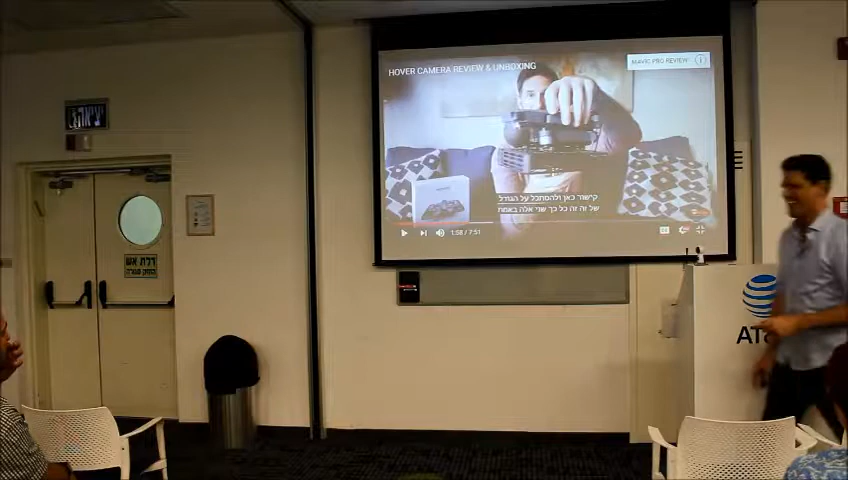 HOVER CAMERA REVIEW & UNBOXING
MAVIC PRO REVIEW
יציאה
קישור כאן ולהסתכל על הגודל
של זה זה כל כך שני אלה באמת
1:58 / 7:51
דלת אש
AT&